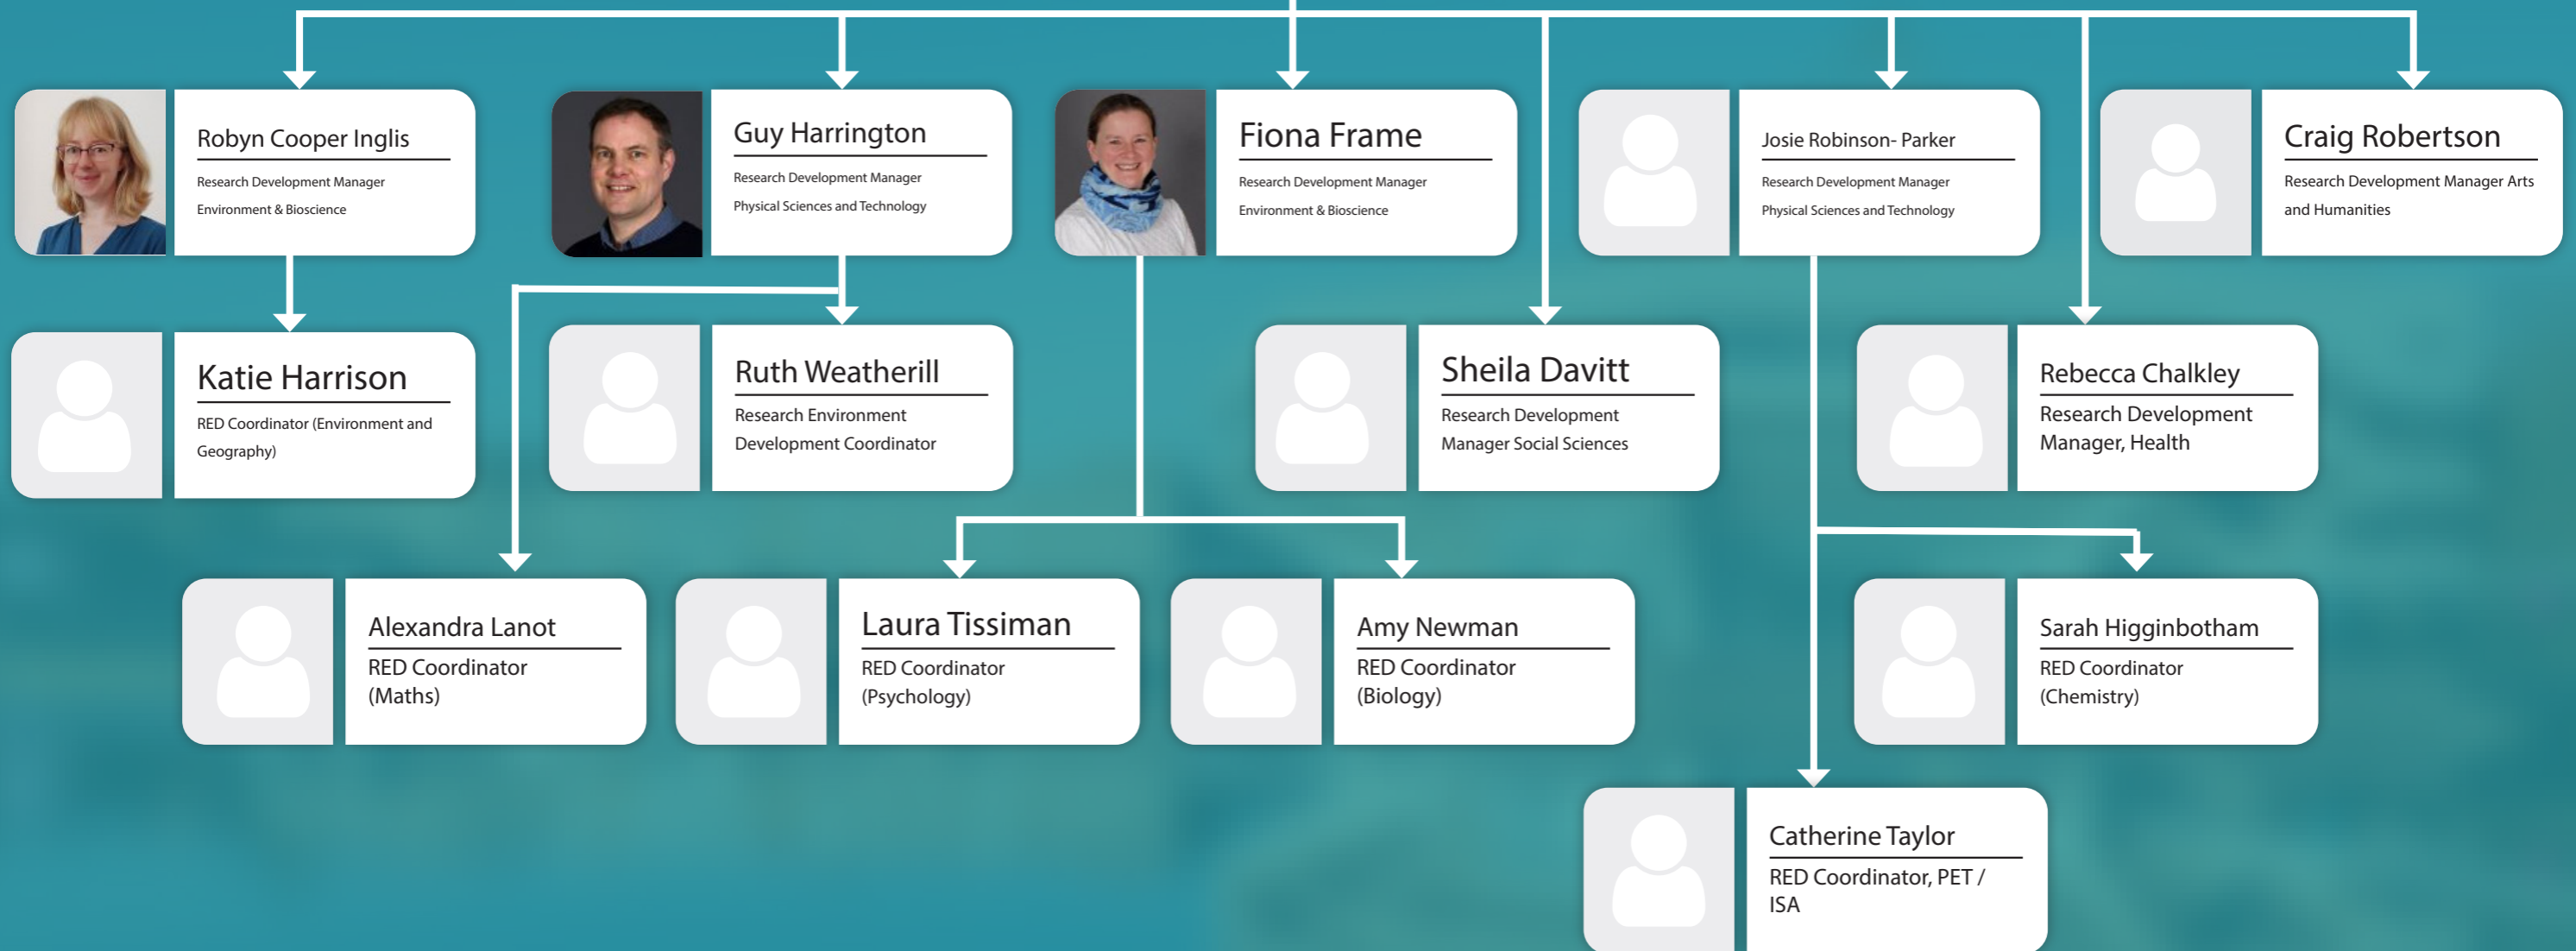 Robyn Cooper Inglis
Research Development Manager
Environment & Bioscience
Guy Harrington
Research Development Manager
Physical Sciences and Technology
Fiona Frame
Research Development Manager
Environment & Bioscience
Josie Robinson- Parker
Research Development Manager
Physical Sciences and Technology
Craig Robertson
Research Development Manager Arts
and Humanities
Katie Harrison
RED Coordinator (Environment and
Geography)
Ruth Weatherill
Research Environment
Development Coordinator
Sheila Davitt
Research Development
Manager Social Sciences
Rebecca Chalkley
Research Development
Manager, Health
Alexandra Lanot
RED Coordinator
(Maths)
Laura Tissiman
RED Coordinator
(Psychology)
Amy Newman
RED Coordinator
(Biology)
Sarah Higginbotham
RED Coordinator
(Chemistry)
Catherine Taylor
RED Coordinator, PET /
ISA